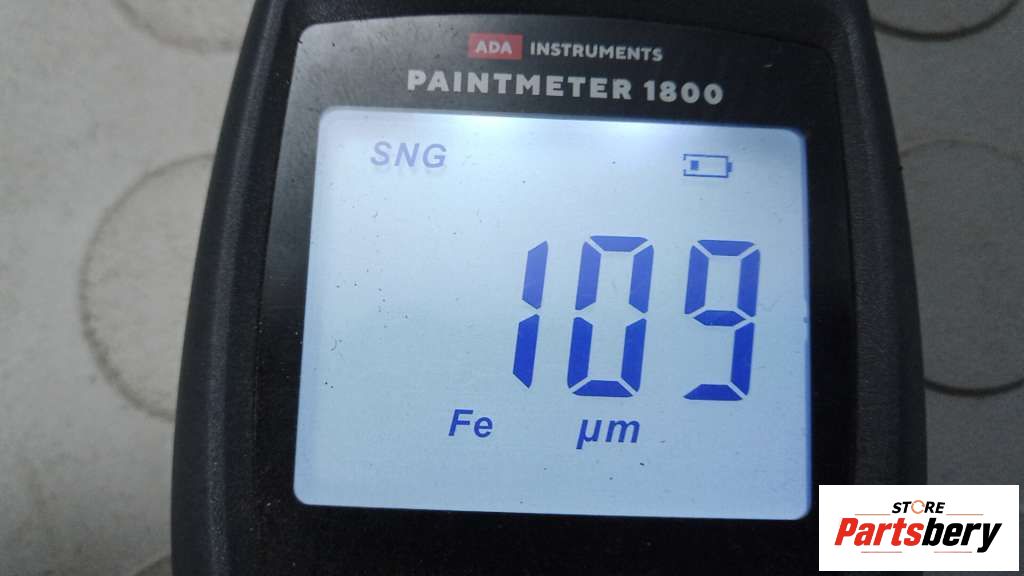 ADA INSTRUMENTS
PAINTMETER 1800
SNG
109
Fe µm
STORE
Partsbery